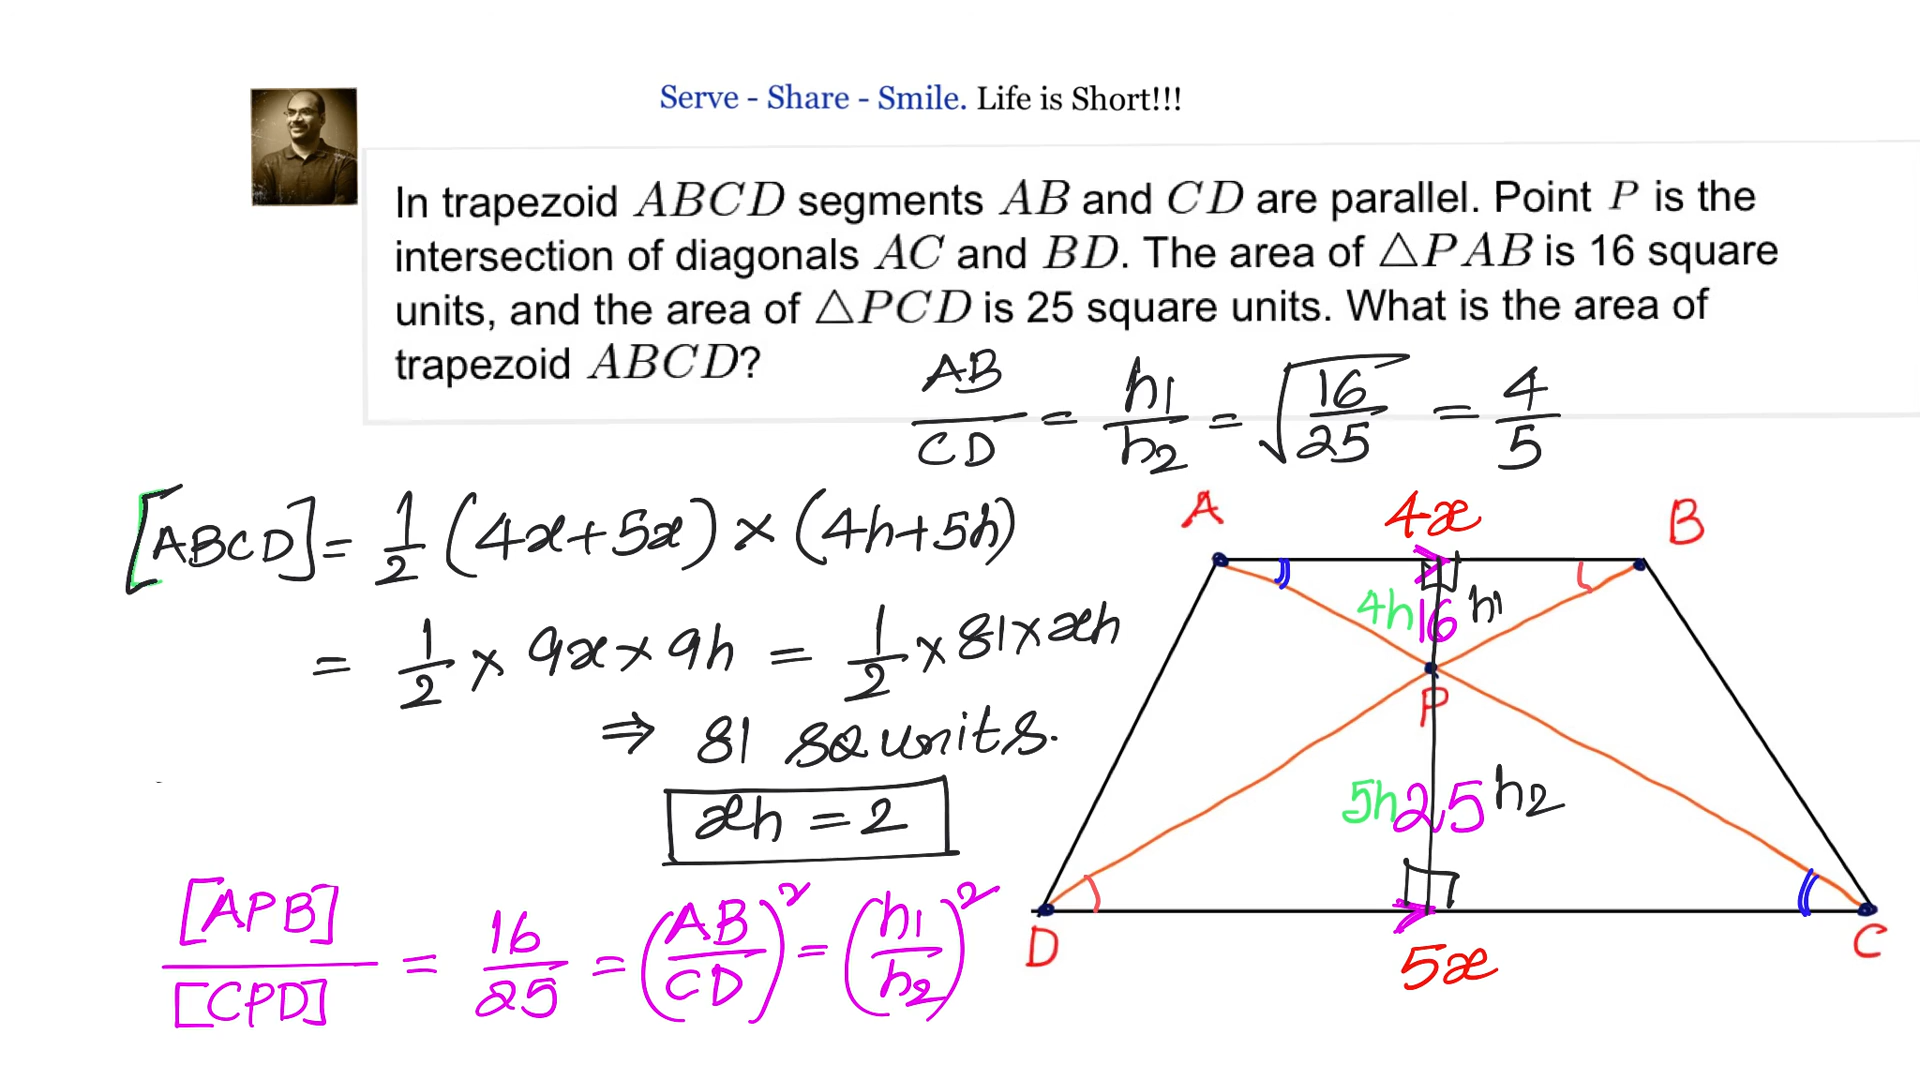 Serve - Share - Smile. Life is Short!!!
In trapezoid ABCD segments AB and CD are parallel. Point P is the
intersection of diagonals AC and BD. The area of △PAB is 16 square
units, and the area of △PCD is 25 square units. What is the area of
trapezoid ABCD?
AB/CD = h1/h2 = √(16/25) = 4/5
[ABCD] = 1/2 (4x+5x) × (4h+5h)
= 1/2 × 9x × 9h = 1/2 × 81 × xh
⇒ 81 sq units.
xh = 2
[APB]/[CPD] = 16/25 = (AB/CD)² = (h1/h2)²
A
4x
B
4h 16 h1
P
5h 25 h2
D
5x
C